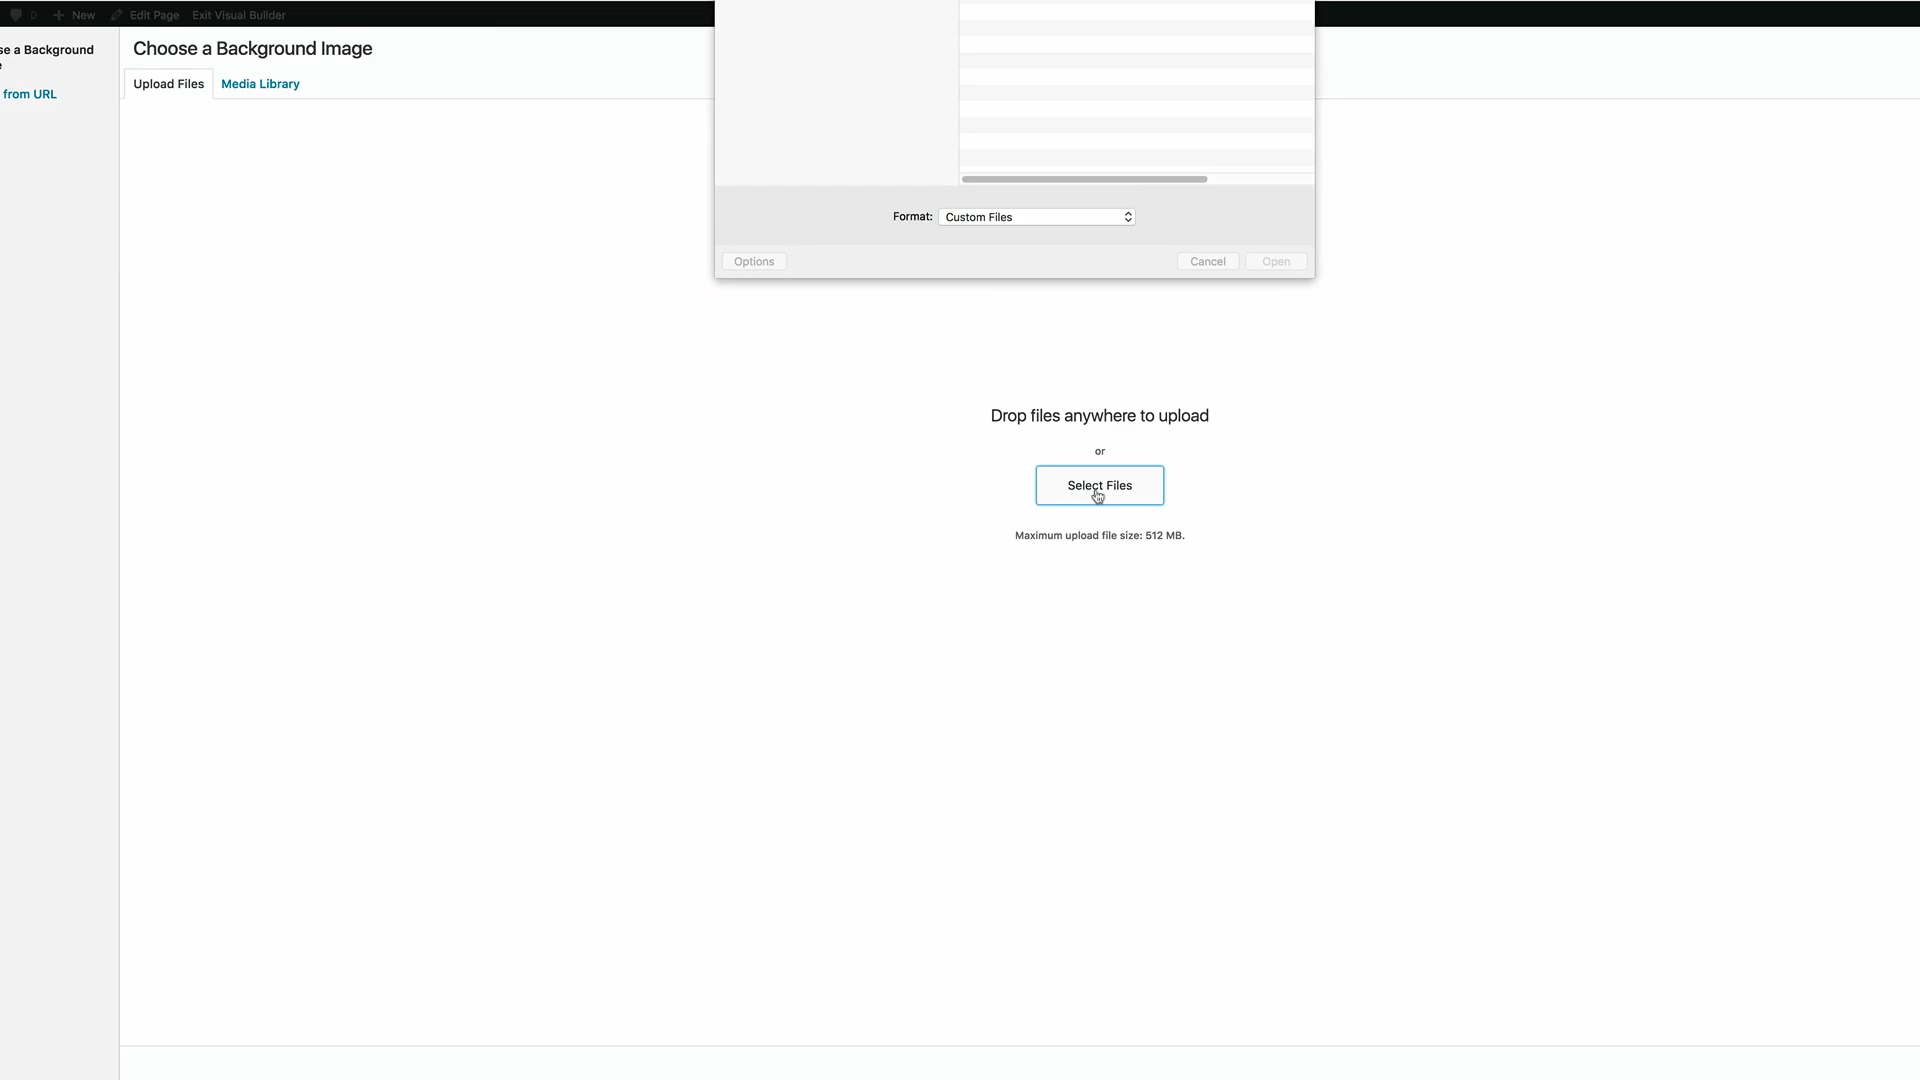 0 New Edit Page Exit Visual Builder
se a Background
e
from URL
Choose a Background Image
Upload Files Media Library
Format: Custom Files
Options Cancel Open
Drop files anywhere to upload
or
Select Files
Maximum upload file size: 512 MB.